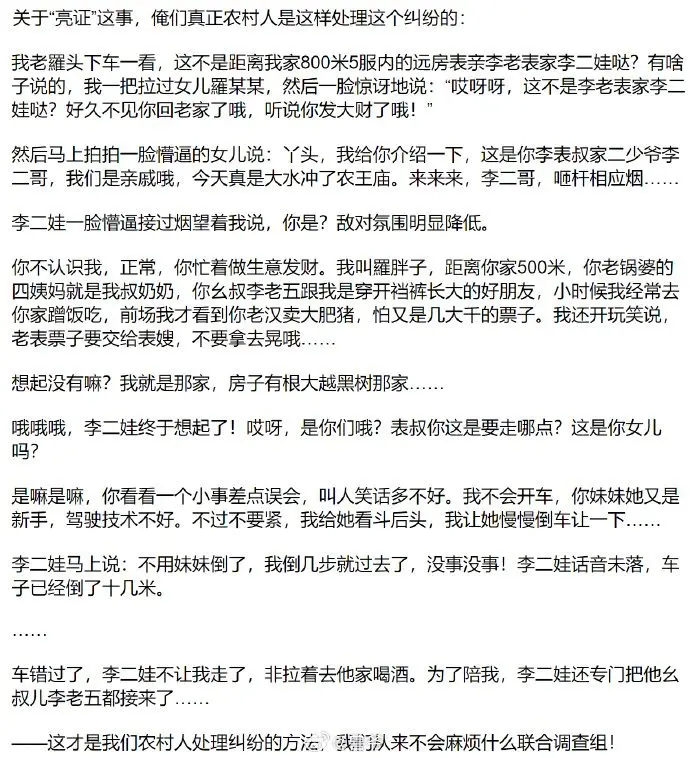 关于“亮证”这事，俺们真正农村人是这样处理这个纠纷的：
我老羅头下车一看，这不是距离我家800米5服内的远房表亲李老表家李二娃哒？有啥
子说的，我一把拉过女儿羅某某，然后一脸惊讶地说：“哎呀呀，这不是李老表家李二
娃哒？好久不见你回老家了哦，听说你发大财了哦！”
然后马上拍拍一脸懵逼的女儿说：丫头，我给你介绍一下，这是你李表叔家二少爷李
二哥，我们是亲戚哦，今天真是大水冲了农王庙。来来来，李二哥，咂杆相应烟……
李二娃一脸懵逼接过烟望着我说，你是？敌对氛围明显降低。
你不认识我，正常，你忙着做生意发财。我叫羅胖子，距离你家500米，你老锅婆的
四姨妈就是我叔奶奶，你幺叔李老五跟我是穿开裆裤长大的好朋友，小时候我经常去
你家蹭饭吃，前场我才看到你老汉卖大肥猪，怕又是几大千的票子。我还开玩笑说，
老表票子要交给表嫂，不要拿去晃哦……
想起没有嘛？我就是那家，房子有根大越黑树那家……
哦哦哦，李二娃终于想起了！哎呀，是你们哦？表叔你这是要走哪点？这是你女儿
吗？
是嘛是嘛，你看看一个小事差点误会，叫人笑话多不好。我不会开车，你妹妹她又是
新手，驾驶技术不好。不过不要紧，我给她看斗后头，我让她慢慢倒车让一下……
李二娃马上说：不用妹妹倒了，我倒几步就过去了，没事没事！李二娃话音未落，车
子已经倒了十几米。
……
车错过了，李二娃不让我走了，非拉着去他家喝酒。为了陪我，李二娃还专门把他幺
叔儿李老五都接来了……
——这才是我们农村人处理纠纷的方法，我们从来不会麻烦什么联合调查组！